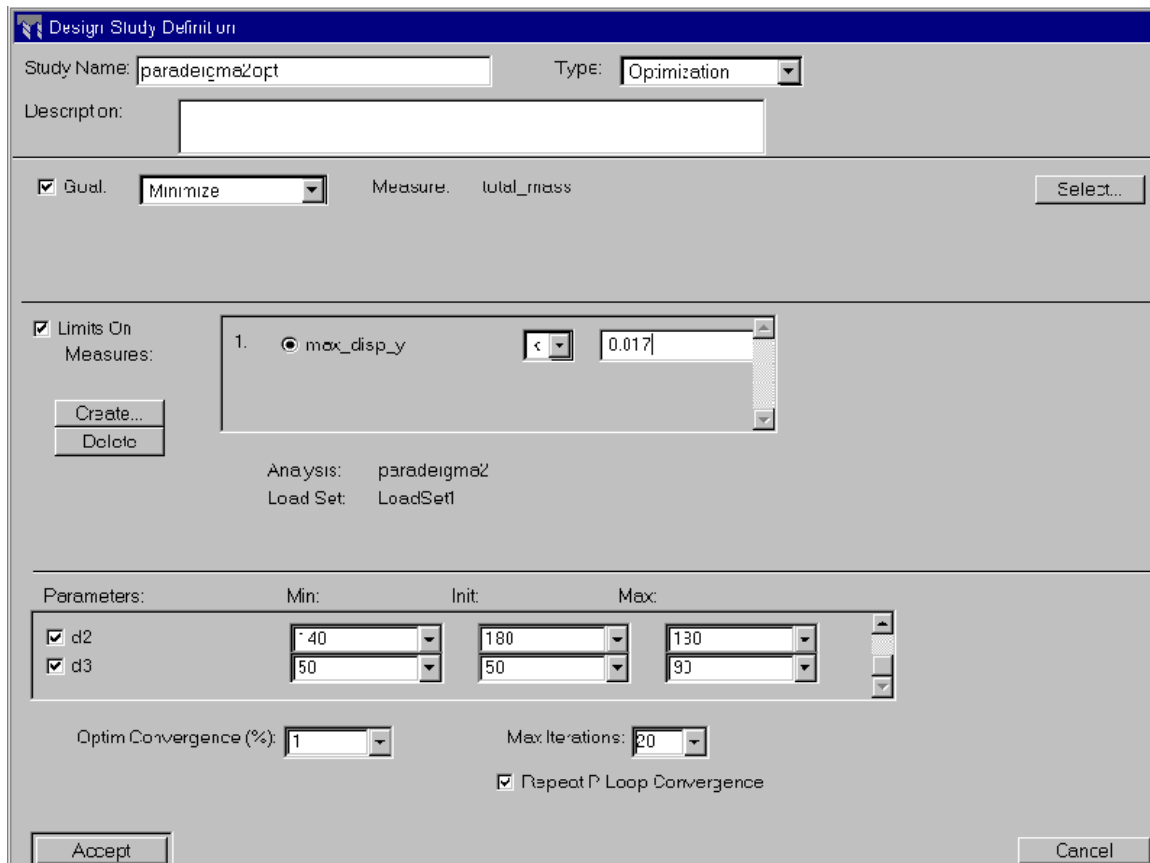 Design Study Definition
Study Name: paradeigma2opt Type: Optimization
Description:
Goal: Minimize Measure: total_mass Select...
Limits On
Measures:
1. max_disp_y < 0.017
Create...
Delete
Analysis: paradeigma2
Load Set: LoadSet1
Parameters: Min: Init: Max:
d2 140 180 180
d3 50 50 90
Optim Convergence (%): 1 Max Iterations: 20
Repeat P Loop Convergence
Accept Cancel